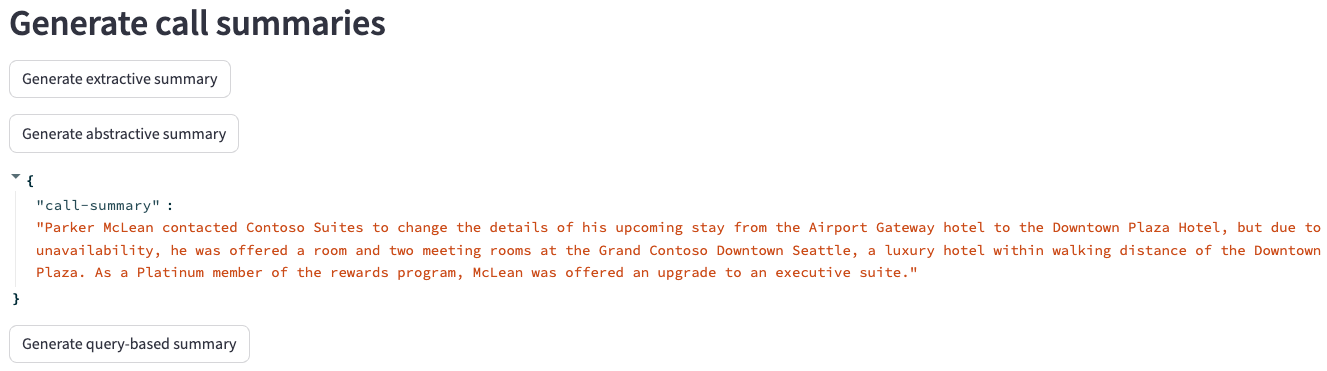 Generate call summaries
Generate extractive summary
Generate abstractive summary
{
"call-summary" :
"Parker McLean contacted Contoso Suites to change the details of his upcoming stay from the Airport Gateway hotel to the Downtown Plaza Hotel, but due to
unavailability, he was offered a room and two meeting rooms at the Grand Contoso Downtown Seattle, a luxury hotel within walking distance of the Downtown
Plaza. As a Platinum member of the rewards program, McLean was offered an upgrade to an executive suite."
}
Generate query-based summary